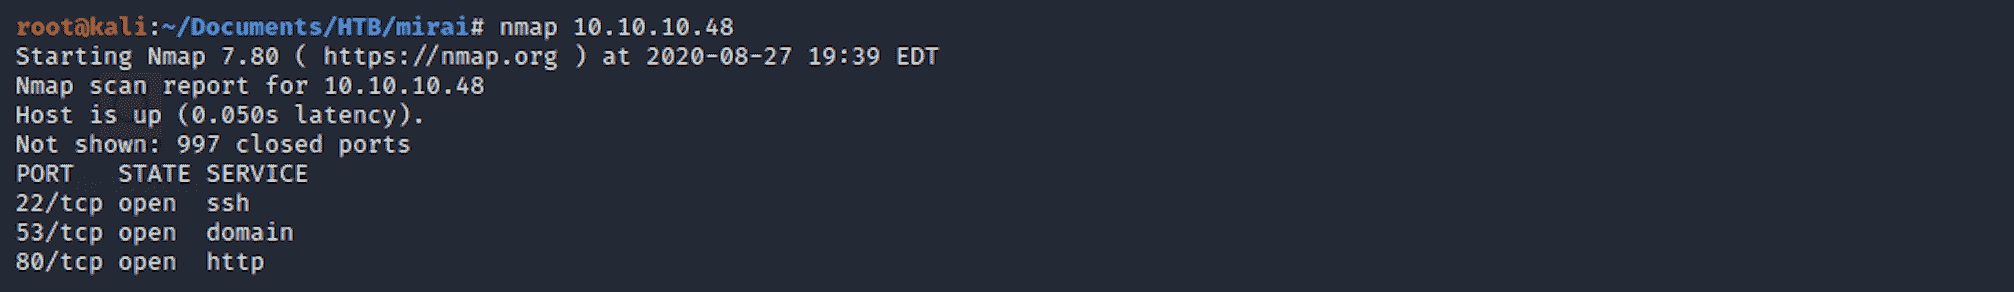 root@kali:~/Documents/HTB/mirai# nmap 10.10.10.48
Starting Nmap 7.80 ( https://nmap.org ) at 2020-08-27 19:39 EDT
Nmap scan report for 10.10.10.48
Host is up (0.050s latency).
Not shown: 997 closed ports
PORT   STATE SERVICE
22/tcp open  ssh
53/tcp open  domain
80/tcp open  http